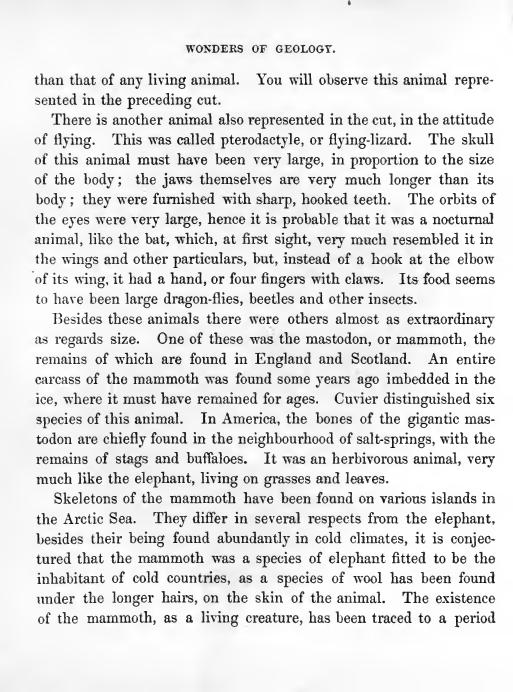 WONDERS OF GEOLOGY.
than that of any living animal. You will observe this animal repre-
sented in the preceding cut.
There is another animal also represented in the cut, in the attitude
of flying. This was called pterodactyle, or flying-lizard. The skull
of this animal must have been very large, in proportion to the size
of the body; the jaws themselves are very much longer than its
body; they were furnished with sharp, hooked teeth. The orbits of
the eyes were very large, hence it is probable that it was a nocturnal
animal, like the bat, which, at first sight, very much resembled it in
the wings and other particulars, but, instead of a hook at the elbow
of its wing, it had a hand, or four fingers with claws. Its food seems
to have been large dragon-flies, beetles and other insects.
Besides these animals there were others almost as extraordinary
as regards size. One of these was the mastodon, or mammoth, the
remains of which are found in England and Scotland. An entire
carcass of the mammoth was found some years ago imbedded in the
ice, where it must have remained for ages. Cuvier distinguished six
species of this animal. In America, the bones of the gigantic mas-
todon are chiefly found in the neighbourhood of salt-springs, with the
remains of stags and buffaloes. It was an herbivorous animal, very
much like the elephant, living on grasses and leaves.
Skeletons of the mammoth have been found on various islands in
the Arctic Sea. They differ in several respects from the elephant,
besides their being found abundantly in cold climates, it is conjec-
tured that the mammoth was a species of elephant fitted to be the
inhabitant of cold countries, as a species of wool has been found
under the longer hairs, on the skin of the animal. The existence
of the mammoth, as a living creature, has been traced to a period